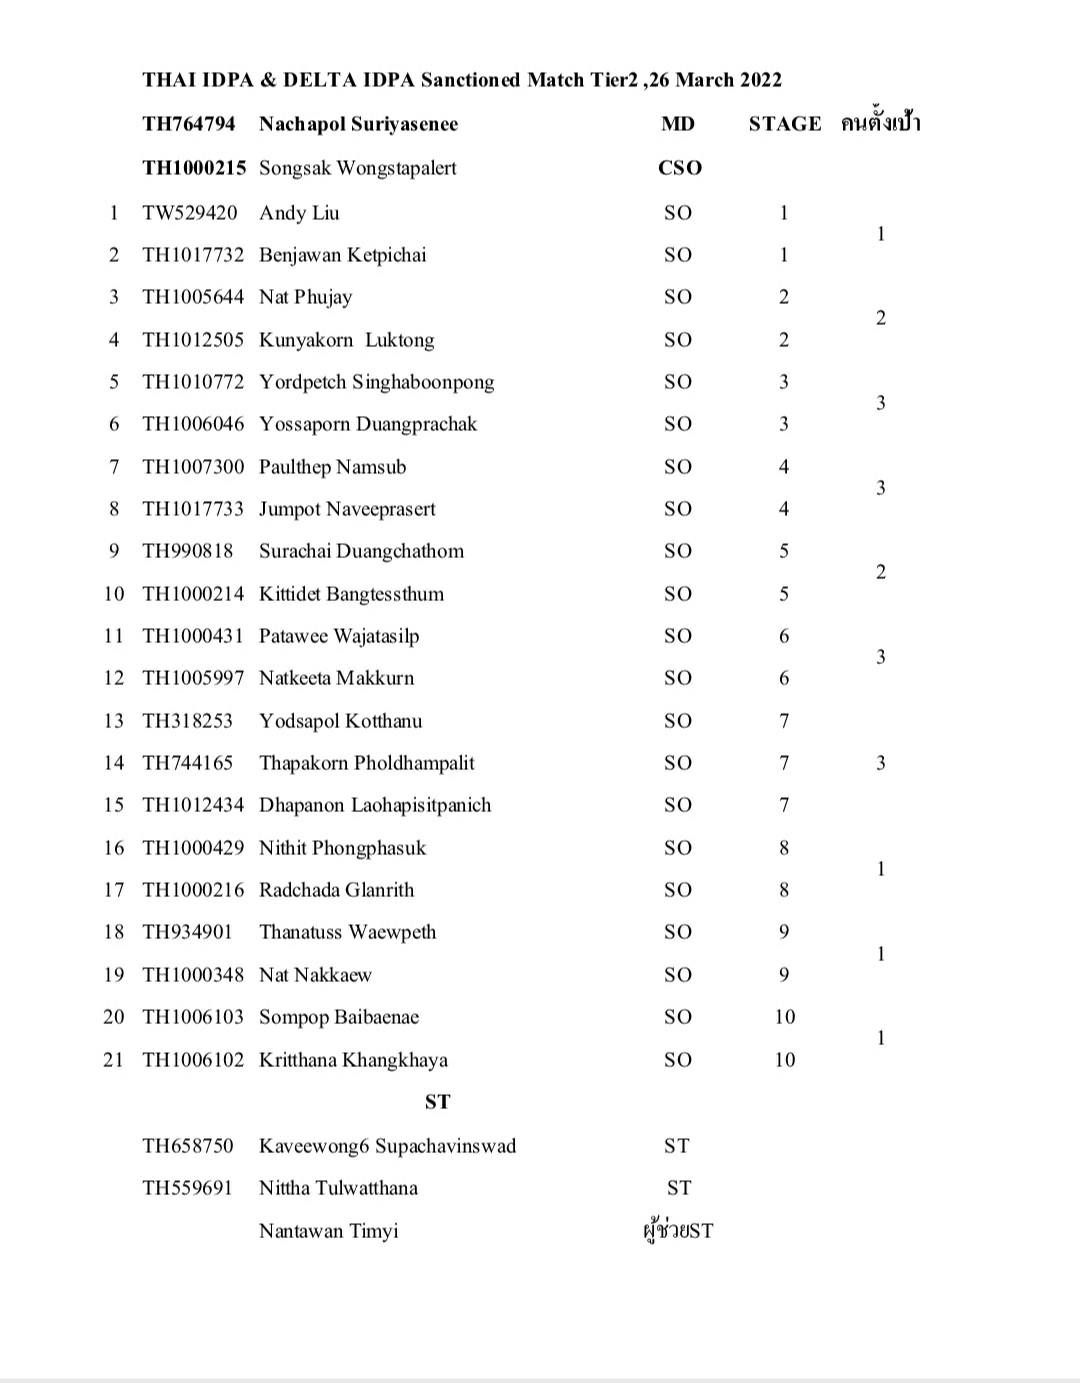 THAI IDPA & DELTA IDPA Sanctioned Match Tier2 ,26 March 2022
TH764794 Nachapol Suriyasenee MD STAGE คนตั้งเป้า
TH1000215 Songsak Wongstapalert CSO
1 TW529420 Andy Liu SO 1
1
2 TH1017732 Benjawan Ketpichai SO 1
3 TH1005644 Nat Phujay SO 2
2
4 TH1012505 Kunyakorn Luktong SO 2
5 TH1010772 Yordpetch Singhaboonpong SO 3
3
6 TH1006046 Yossaporn Duangprachak SO 3
7 TH1007300 Paulthep Namsub SO 4
3
8 TH1017733 Jumpot Naveeprasert SO 4
9 TH990818 Surachai Duangchathom SO 5
2
10 TH1000214 Kittidet Bangtessthum SO 5
11 TH1000431 Patawee Wajatasilp SO 6
3
12 TH1005997 Natkeeta Makkurn SO 6
13 TH318253 Yodsapol Kotthanu SO 7
14 TH744165 Thapakorn Pholdhampalit SO 7 3
15 TH1012434 Dhapanon Laohapisitpanich SO 7
16 TH1000429 Nithit Phongphasuk SO 8
1
17 TH1000216 Radchada Glanrith SO 8
18 TH934901 Thanatuss Waewpeth SO 9
1
19 TH1000348 Nat Nakkaew SO 9
20 TH1006103 Sompop Baibaenae SO 10
1
21 TH1006102 Kritthana Khangkhaya SO 10
ST
TH658750 Kaveewong6 Supachavinswad ST
TH559691 Nittha Tulwatthana ST
Nantawan Timyi ผู้ช่วยST